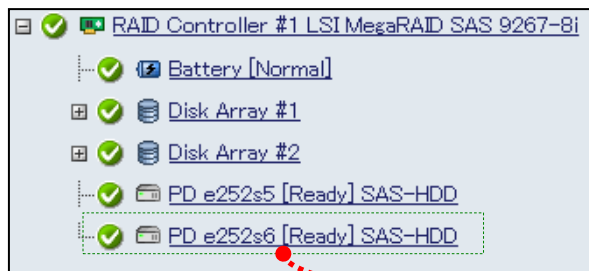 RAID Controller #1 LSI MegaRAID SAS 9267-8i
Battery [Normal]
Disk Array #1
Disk Array #2
PD e252s5 [Ready] SAS-HDD
PD e252s6 [Ready] SAS-HDD